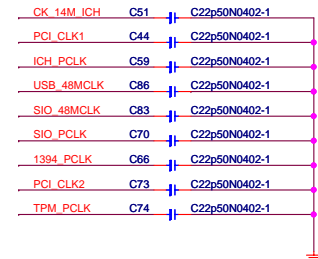 CK_14M_ICH C51 C22p50N0402-1
PCI_CLK1 C44 C22p50N0402-1
ICH_PCLK C59 C22p50N0402-1
USB_48MCLK C86 C22p50N0402-1
SIO_48MCLK C83 C22p50N0402-1
SIO_PCLK C70 C22p50N0402-1
1394_PCLK C66 C22p50N0402-1
PCI_CLK2 C73 C22p50N0402-1
TPM_PCLK C74 C22p50N0402-1